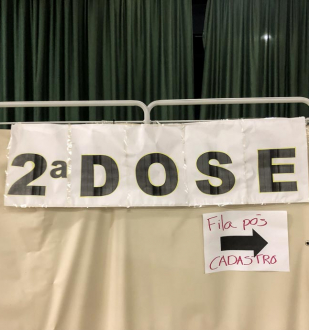 2a DOSE
Fila pós
CADASTRO